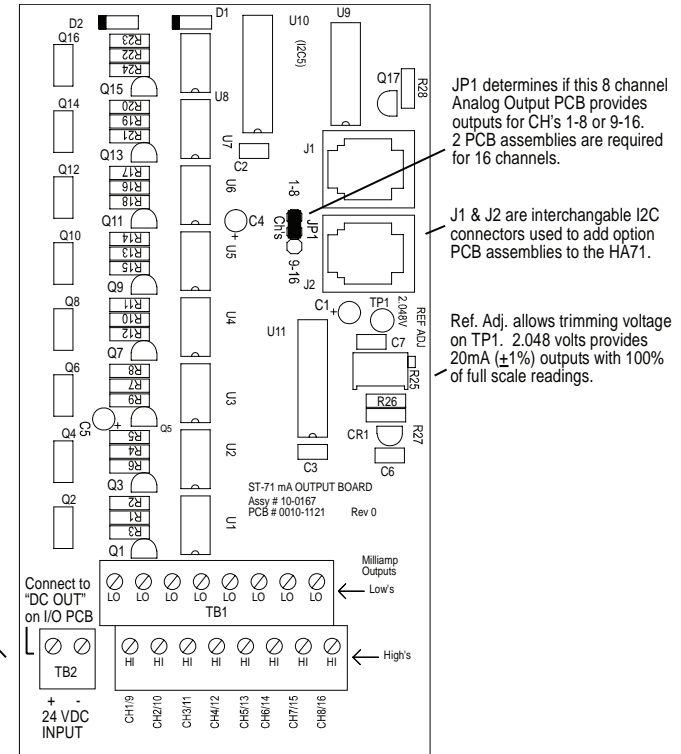 D2
D1
U10
U9
Q16
R23
R22
R24
(I2C5)
Q17
R28
Q15
U8
Q14
R20
R19
R21
U7
C2
J1
Q13
Q12
R17
R16
R18
U6
1-8
Q11
C4
+
Ch's
JP1
Q10
R14
R13
R15
U5
9-16
J2
Q9
Q8
R11
R10
R12
U4
C1
+
TP1
2.048V
REF ADJ
U11
C7
Q7
Q6
R8
R7
R9
U3
R25
R26
C5
+
Q5
Q4
R5
R4
R6
U2
CR1
R27
C3
C6
Q3
Q2
R2
R1
R3
U1
Q1
ST-71 mA OUTPUT BOARD
Assy # 10-0167
PCB # 0010-1121 Rev 0
JP1 determines if this 8 channel
Analog Output PCB provides
outputs for CH's 1-8 or 9-16.
2 PCB assemblies are required
for 16 channels.
J1 & J2 are interchangable I2C
connectors used to add option
PCB assemblies to the HA71.
Ref. Adj. allows trimming voltage
on TP1. 2.048 volts provides
20mA (±1%) outputs with 100%
of full scale readings.
Milliamp
Outputs
Low's
LO LO LO LO LO LO LO LO
TB1
Connect to
“DC OUT”
on I/O PCB
High's
HI HI HI HI HI HI HI HI
TB2
+ -
24 VDC
INPUT
CH1/9
CH2/10
CH3/11
CH4/12
CH5/13
CH6/14
CH7/15
CH8/16